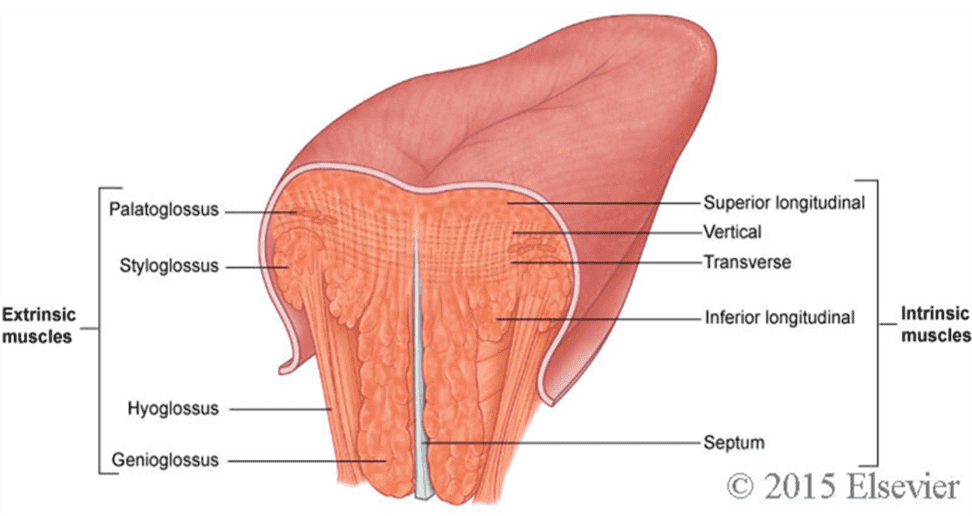 Extrinsic
muscles
Palatoglossus
Styloglossus
Hyoglossus
Genioglossus
Superior longitudinal
Vertical
Transverse
Inferior longitudinal
Septum
Intrinsic
muscles
© 2015 Elsevier